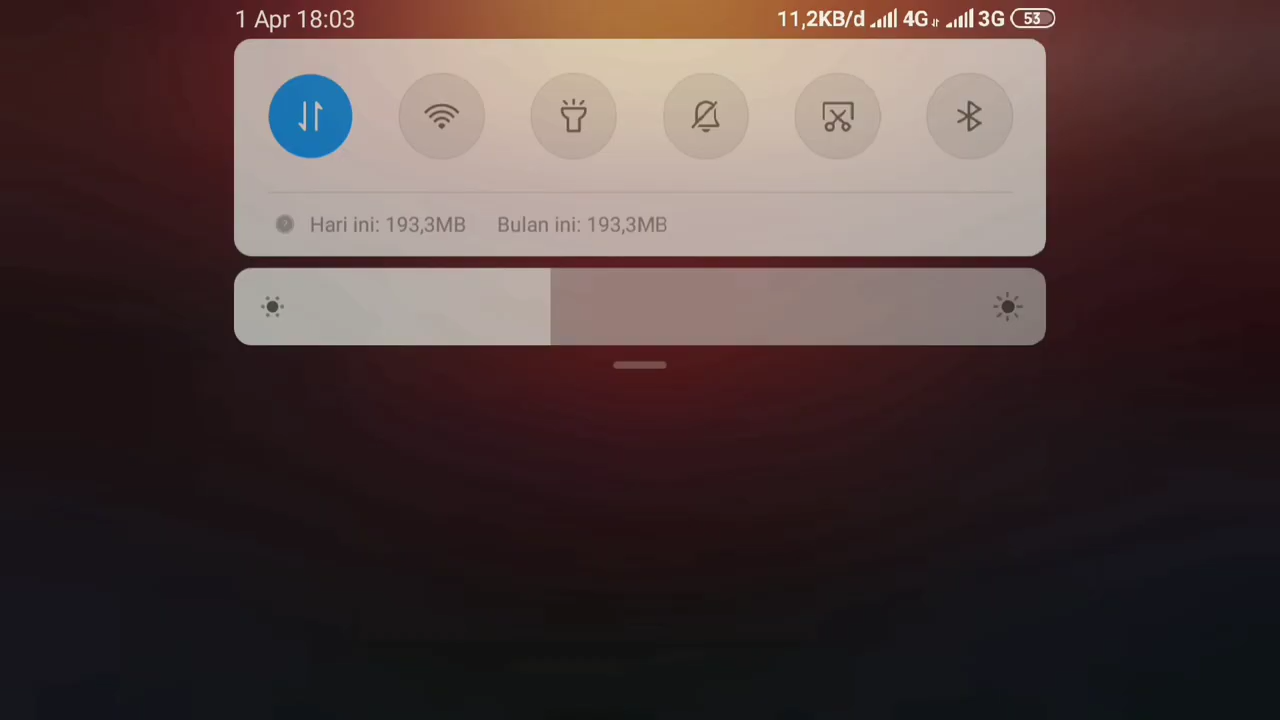 1 Apr 18:03 11,2KB/d 4G 3G 53
Hari ini: 193,3MB Bulan ini: 193,3MB